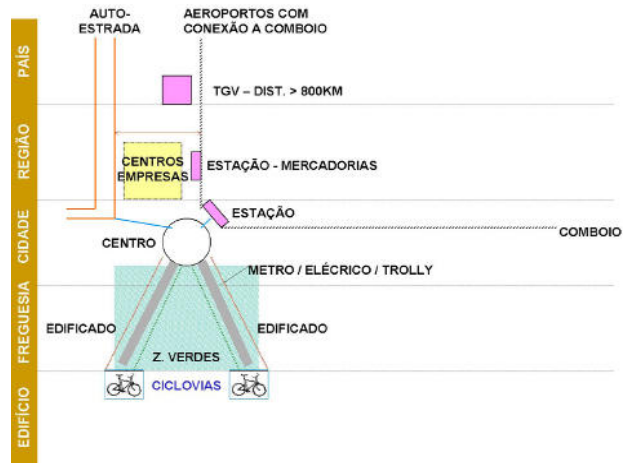 AUTO-
ESTRADA
AEROPORTOS COM
CONEXÃO A COMBOIO
PAÍS
TGV – DIST. > 800KM
REGIÃO
CENTROS
EMPRESAS
ESTAÇÃO - MERCADORIAS
CIDADE
ESTAÇÃO
CENTRO
COMBOIO
METRO / ELÉCTRICO / TROLLY
FREGUESIA
EDIFICADO
EDIFICADO
Z. VERDES
EDIFÍCIO
CICLOVIAS